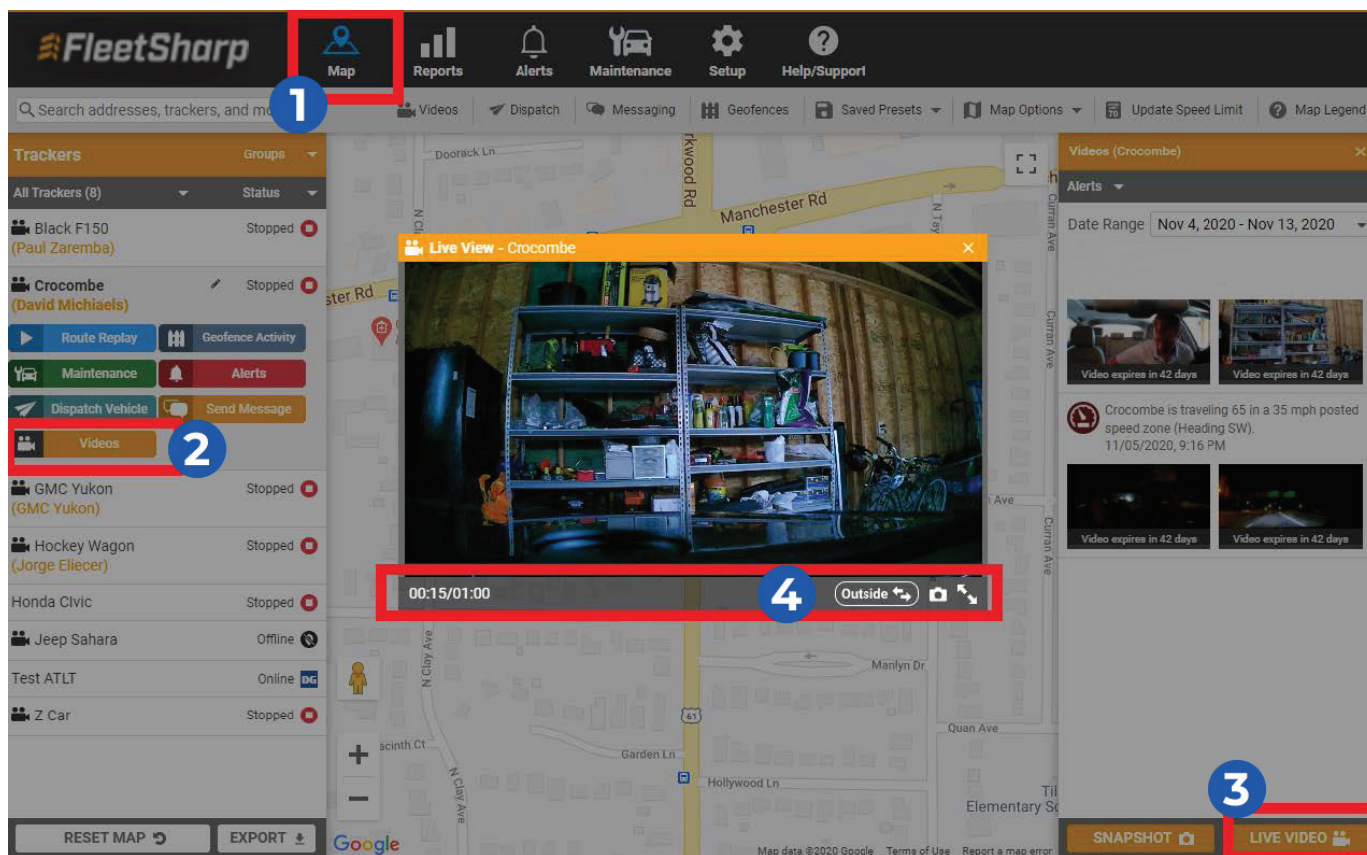 FleetSharp
Map
Reports
Alerts
Maintenance
Setup
Help/Support
1
Search addresses, trackers, and
Videos
Dispatch
Messaging
Geofences
Saved Presets
Map Options
70
Update Speed Limit
Map Legend
Trackers
Groups
All Trackers (8)
Status
Black F150
Stopped
(Paul Zaremba)
Crocombe
Stopped
(David Michiaels)
Route Replay
Geofence Activity
Maintenance
Alerts
Dispatch Vehicle
Send Message
Videos
2
GMC Yukon
Stopped
(GMC Yukon)
Hockey Wagon
Stopped
(Jorge Eliecer)
Honda CIvic
Stopped
Jeep Sahara
Offline
Test ATLT
Online
DG
Z Car
Stopped
RESET MAP
EXPORT
Doorack Ln
Manchester Rd
Live View - Crocombe
00:15/01:00
4
Outside
N Clay Ave
Manlyn Dr
61
Quan Ave
Garden Ln
N Clay Ave
Hollywood Ln
Elementary
Curran Ave
Curran Ave
Curran Ave
Google
Map data ©2020 Google
Terms of Use
Report a map error
Videos (Crocombe)
Alerts
Date Range
Nov 4, 2020 - Nov 13, 2020
Video expires in 42 days
Video expires in 42 days
Crocombe is traveling 65 in a 35 mph posted
speed zone (Heading SW).
11/05/2020, 9:16 PM
Video expires in 42 days
Video expires in 42 days
3
SNAPSHOT
LIVE VIDEO